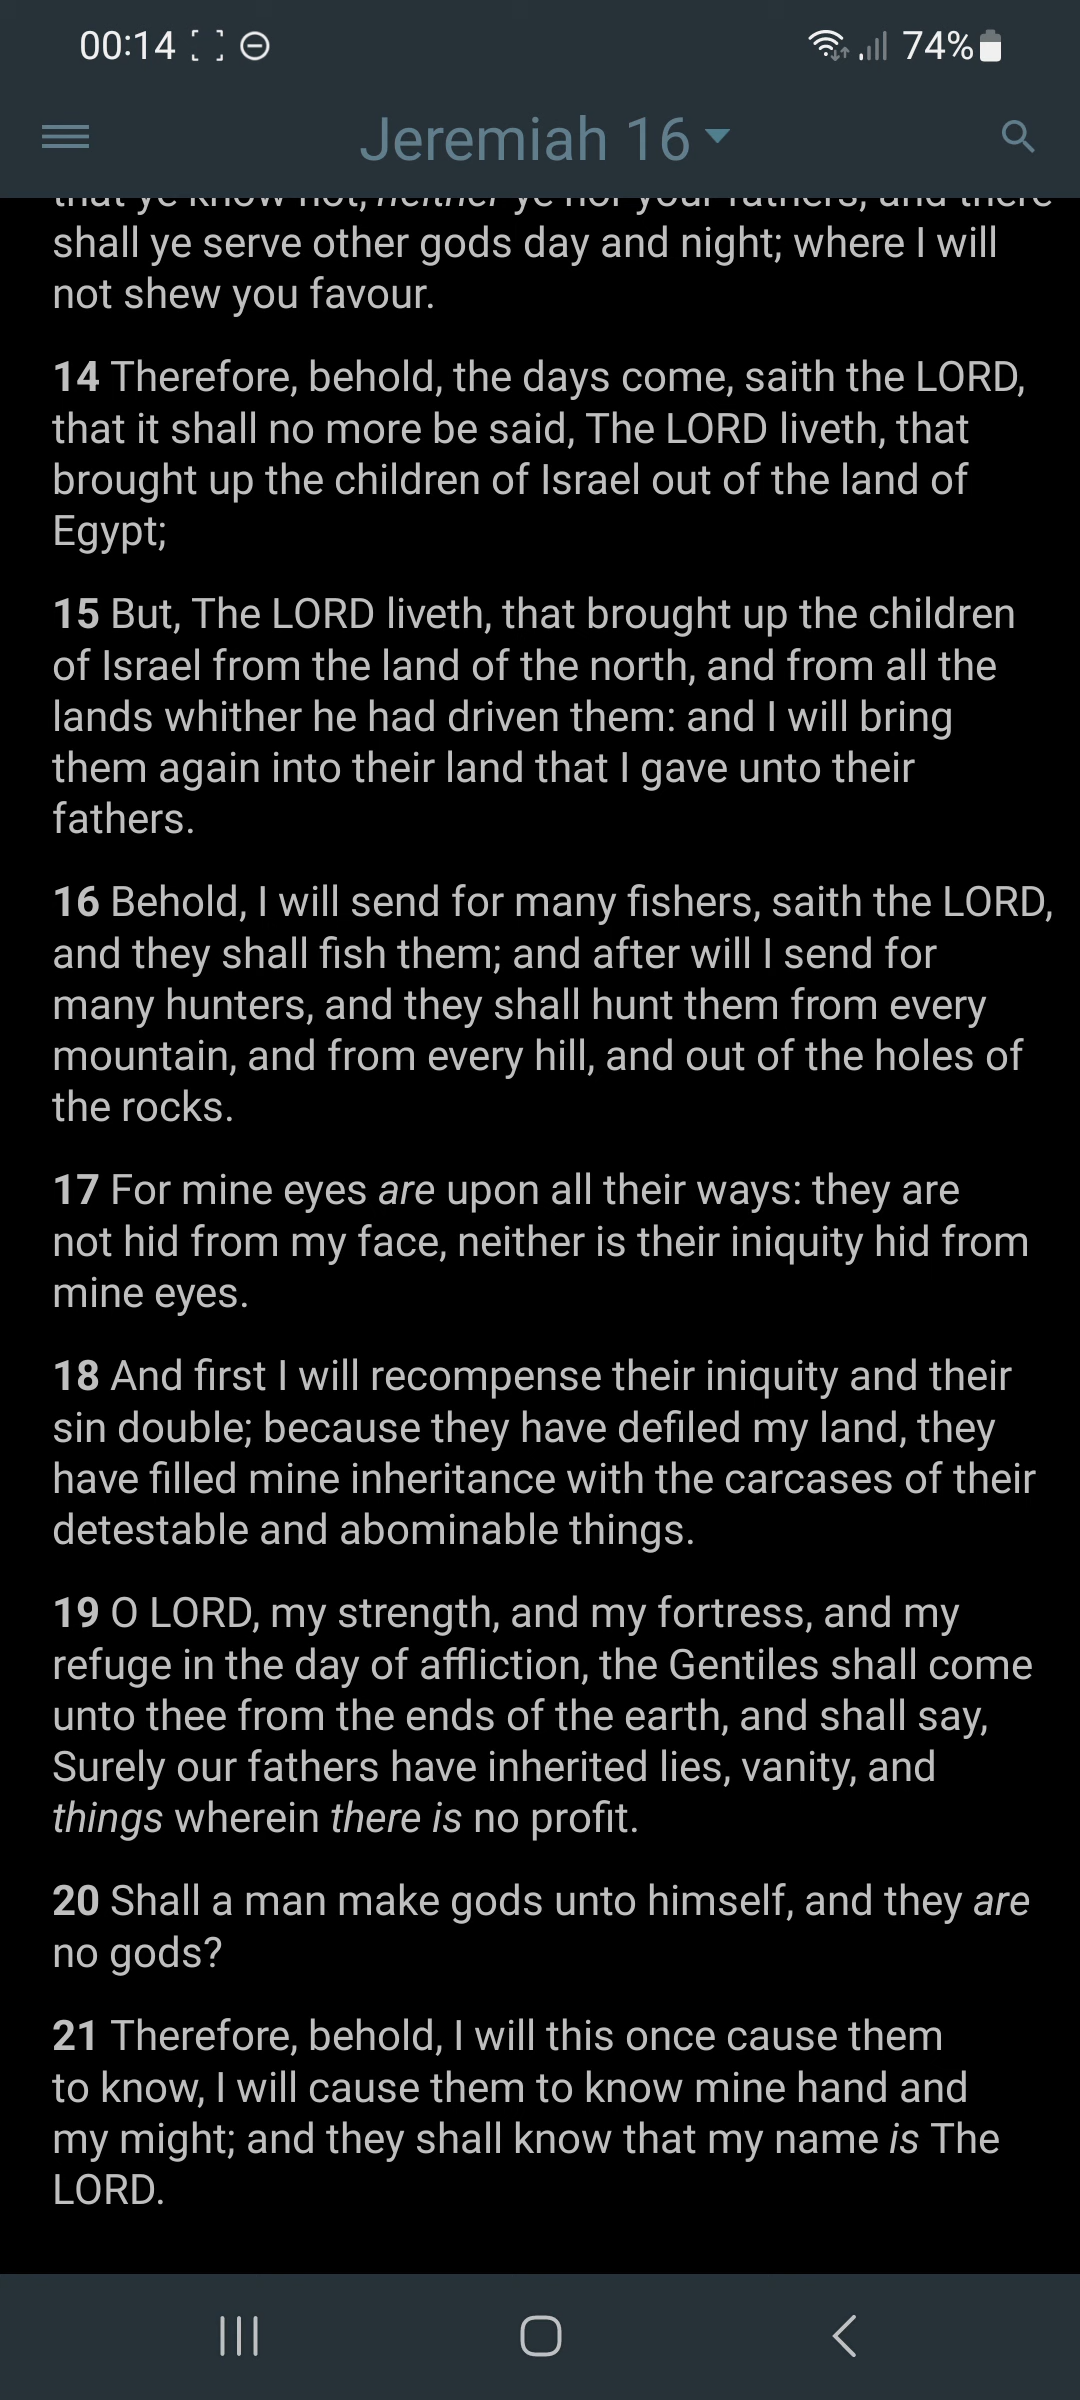 00:14
74%
Jeremiah 16
that ye know not, neither ye nor your fathers; and there
shall ye serve other gods day and night; where I will
not shew you favour.
14 Therefore, behold, the days come, saith the LORD,
that it shall no more be said, The LORD liveth, that
brought up the children of Israel out of the land of
Egypt;
15 But, The LORD liveth, that brought up the children
of Israel from the land of the north, and from all the
lands whither he had driven them: and I will bring
them again into their land that I gave unto their
fathers.
16 Behold, I will send for many fishers, saith the LORD,
and they shall fish them; and after will I send for
many hunters, and they shall hunt them from every
mountain, and from every hill, and out of the holes of
the rocks.
17 For mine eyes are upon all their ways: they are
not hid from my face, neither is their iniquity hid from
mine eyes.
18 And first I will recompense their iniquity and their
sin double; because they have defiled my land, they
have filled mine inheritance with the carcases of their
detestable and abominable things.
19 O LORD, my strength, and my fortress, and my
refuge in the day of affliction, the Gentiles shall come
unto thee from the ends of the earth, and shall say,
Surely our fathers have inherited lies, vanity, and
things wherein there is no profit.
20 Shall a man make gods unto himself, and they are
no gods?
21 Therefore, behold, I will this once cause them
to know, I will cause them to know mine hand and
my might; and they shall know that my name is The
LORD.